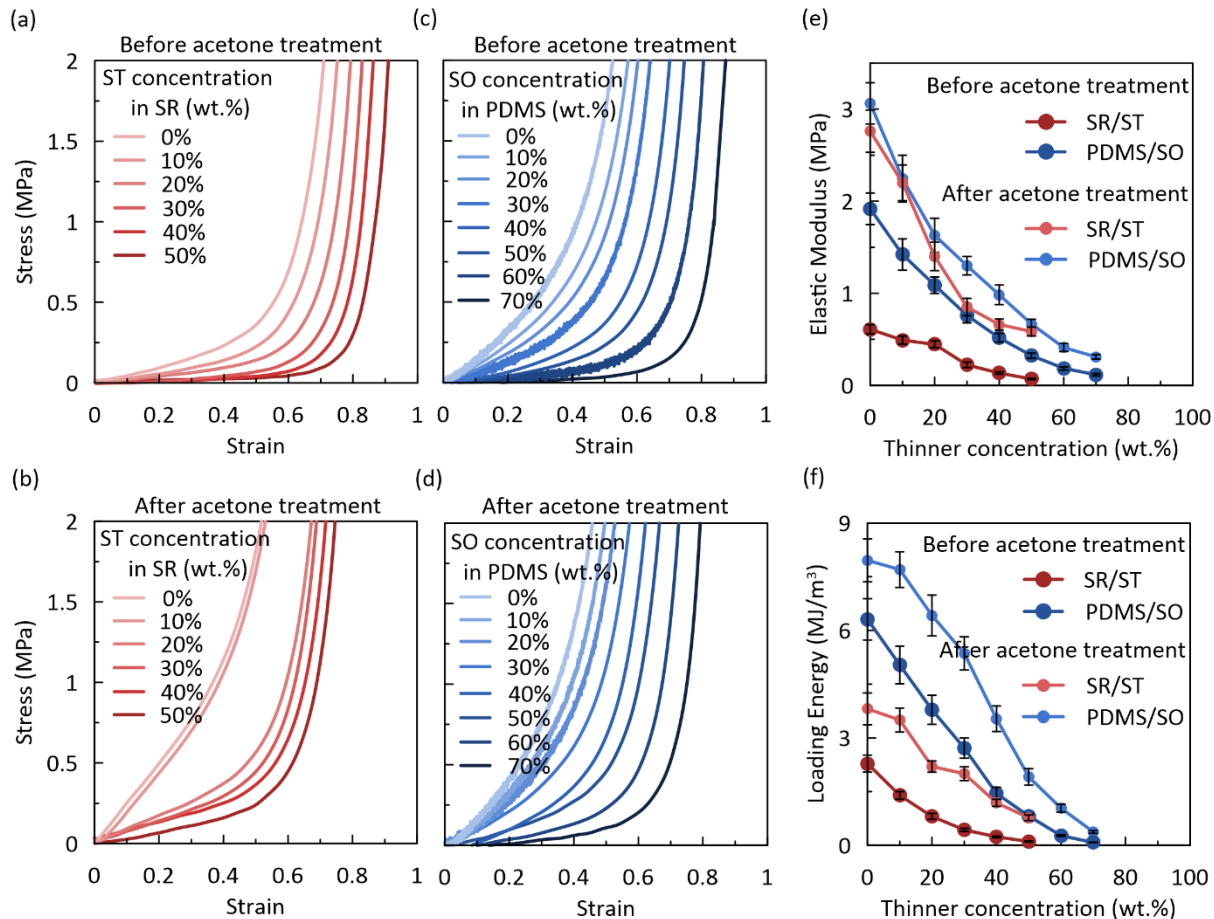 (a)
Before acetone treatment
ST concentration
in SR (wt.%)
0%
10%
20%
30%
40%
50%
Stress (MPa)
2
1.5
1
0.5
0
0 0.2 0.4 0.6 0.8 1
Strain
(c)
Before acetone treatment
SO concentration
in PDMS (wt.%)
0%
10%
20%
30%
40%
50%
60%
70%
0 0.2 0.4 0.6 0.8 1
Strain
(e)
Before acetone treatment
SR/ST
PDMS/SO
After acetone treatment
SR/ST
PDMS/SO
Elastic Modulus (MPa)
3
2
1
0
0 20 40 60 80 100
Thinner concentration (wt.%)
(b)
After acetone treatment
ST concentration
in SR (wt.%)
0%
10%
20%
30%
40%
50%
Stress (MPa)
2
1.5
1
0.5
0
0 0.2 0.4 0.6 0.8 1
Strain
(d)
After acetone treatment
SO concentration
in PDMS (wt.%)
0%
10%
20%
30%
40%
50%
60%
70%
0 0.2 0.4 0.6 0.8 1
Strain
(f)
Before acetone treatment
SR/ST
PDMS/SO
After acetone treatment
SR/ST
PDMS/SO
Loading Energy (MJ/m³)
9
6
3
0
0 20 40 60 80 100
Thinner concentration (wt.%)